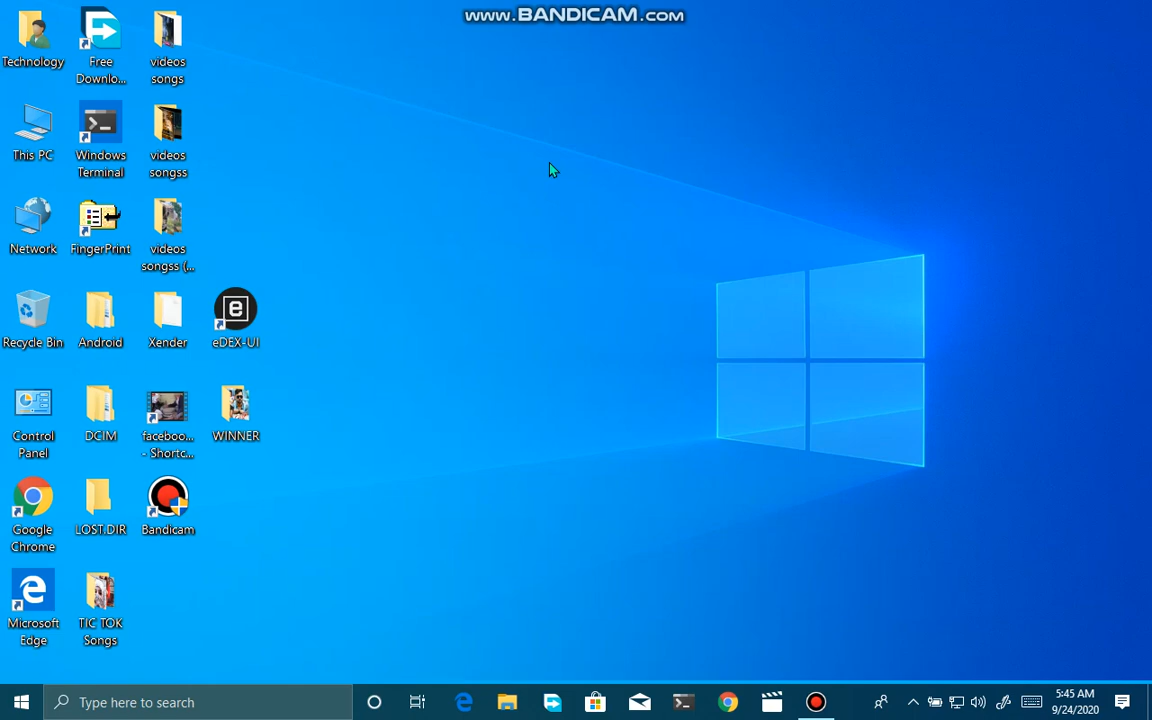 www.BANDICAM.com
Technology
Free
Downlo...
videos
songs
This PC
Windows
Terminal
videos
songss
Network
FingerPrint
videos
songss (...
Recycle Bin
Android
Xender
eDEX-UI
Control
Panel
DCIM
faceboo...
- Shortc...
WINNER
Google
Chrome
LOST.DIR
Bandicam
Microsoft
Edge
TIC TOK
Songs
Type here to search
5:45 AM
9/24/2020